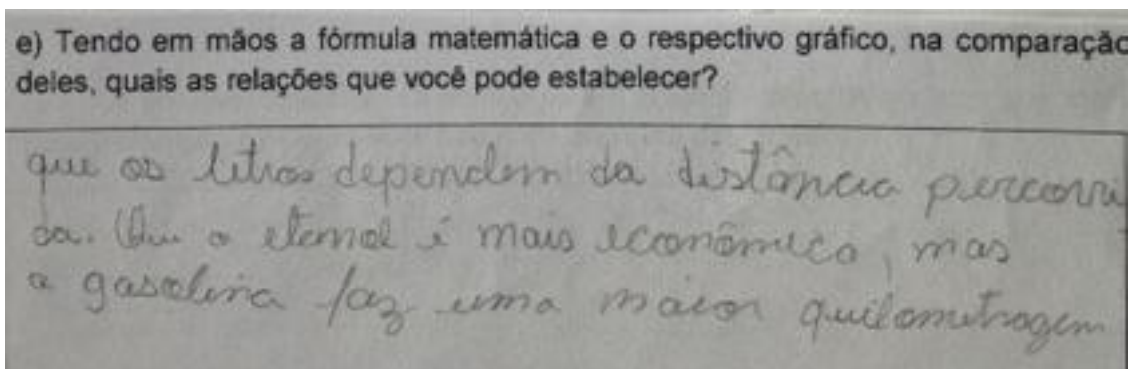 e) Tendo em mãos a fórmula matemática e o respectivo gráfico, na comparação
deles, quais as relações que você pode estabelecer?
que os litros dependem da distância percorri
da. Que o etanol é mais econômico, mas
a gasolina faz uma maior quilometragem